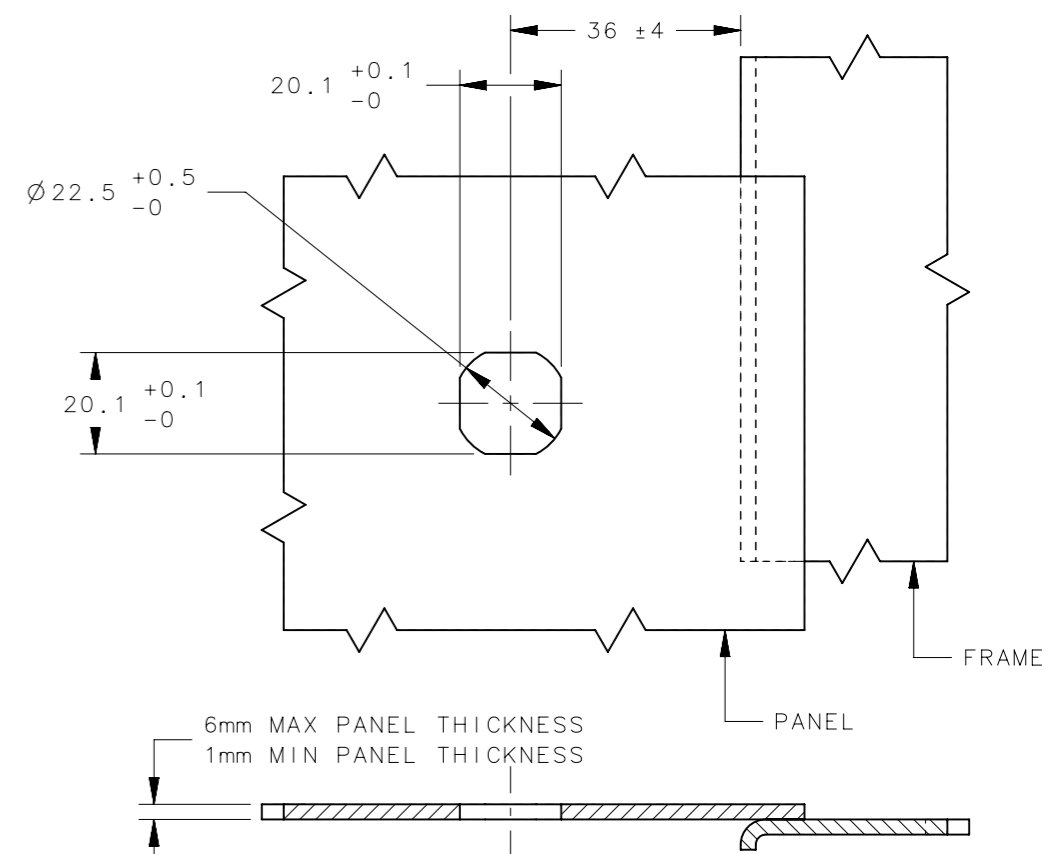 36 ±4
20.1 +0.1
-0
Ø22.5 +0.5
-0
20.1 +0.1
-0
FRAME
PANEL
6mm MAX PANEL THICKNESS
1mm MIN PANEL THICKNESS